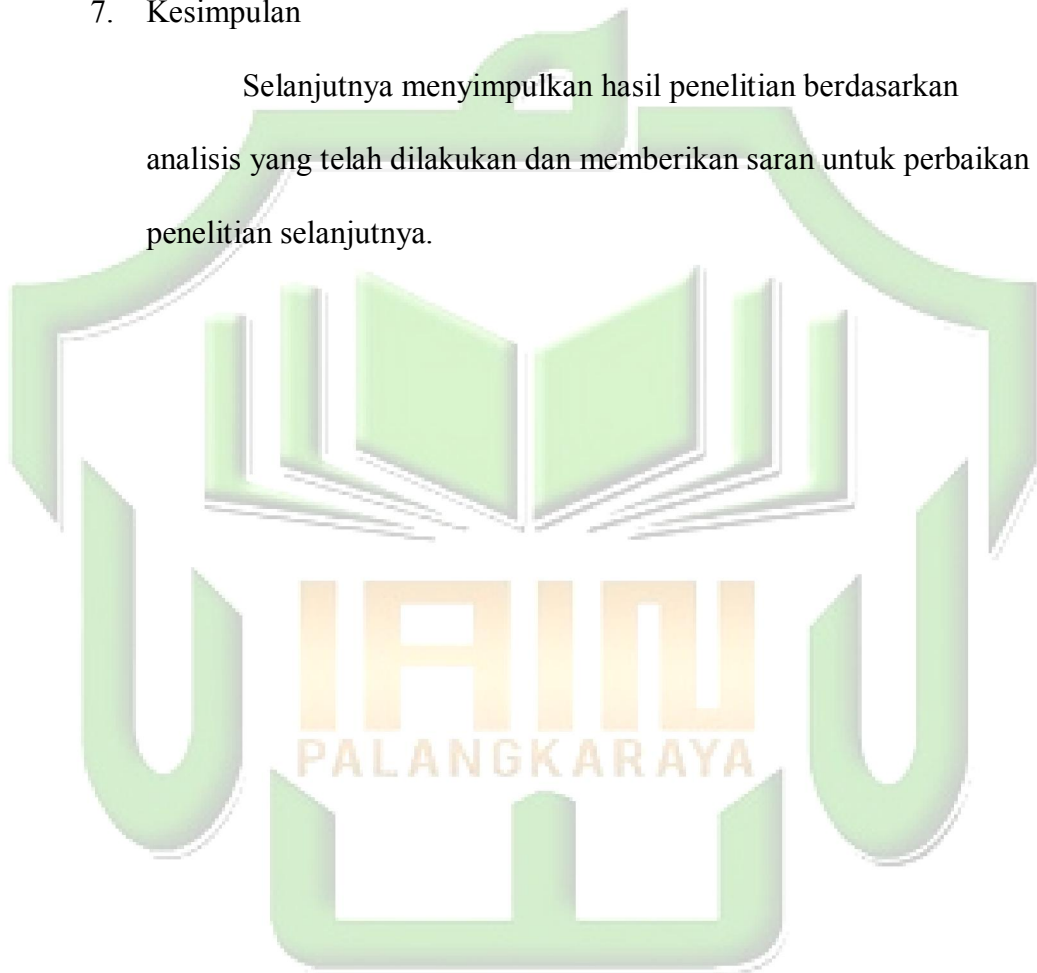 7. Kesimpulan
Selanjutnya menyimpulkan hasil penelitian berdasarkan
analisis yang telah dilakukan dan memberikan saran untuk perbaikan
penelitian selanjutnya.
IAIN
PALANGKARAYA